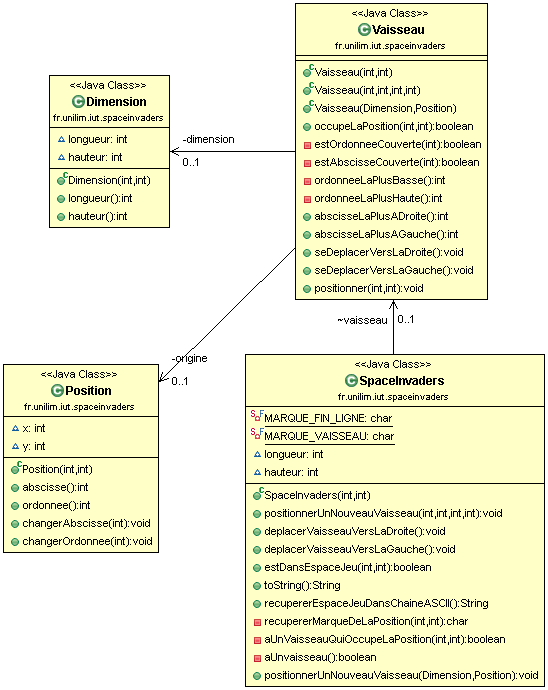 <<Java Class>>
Vaisseau
fr.unilim.iut.spaceinvaders
Vaisseau(int,int)
Vaisseau(int,int,int,int)
Vaisseau(Dimension,Position)
occupeLaPosition(int,int):boolean
estOrdonneeCouverte(int):boolean
estAbscisseCouverte(int):boolean
ordonneeLaPlusBasse():int
ordonneeLaPlusHaute():int
abscisseLaPlusADroite():int
abscisseLaPlusAGauche():int
seDeplacerVersLaDroite():void
seDeplacerVersLaGauche():void
positionner(int,int):void
<<Java Class>>
Dimension
fr.unilim.iut.spaceinvaders
longueur: int
hauteur: int
Dimension(int,int)
longueur():int
hauteur():int
-dimension
0..1
-origine
0..1
~vaisseau
0..1
<<Java Class>>
Position
fr.unilim.iut.spaceinvaders
x: int
y: int
Position(int,int)
abscisse():int
ordonnee():int
changerAbscisse(int):void
changerOrdonnee(int):void
<<Java Class>>
SpaceInvaders
fr.unilim.iut.spaceinvaders
MARQUE_FIN_LIGNE: char
MARQUE_VAISSEAU: char
longueur: int
hauteur: int
SpaceInvaders(int,int)
positionnerUnNouveauVaisseau(int,int,int,int):void
deplacerVaisseauVersLaDroite():void
deplacerVaisseauVersLaGauche():void
estDansEspaceJeu(int,int):boolean
toString():String
recupererEspaceJeuDansChaineASCII():String
recupererMarqueDeLaPosition(int,int):char
aUnVaisseauQuiOccupeLaPosition(int,int):boolean
aUnvaisseau():boolean
positionnerUnNouveauVaisseau(Dimension,Position):void